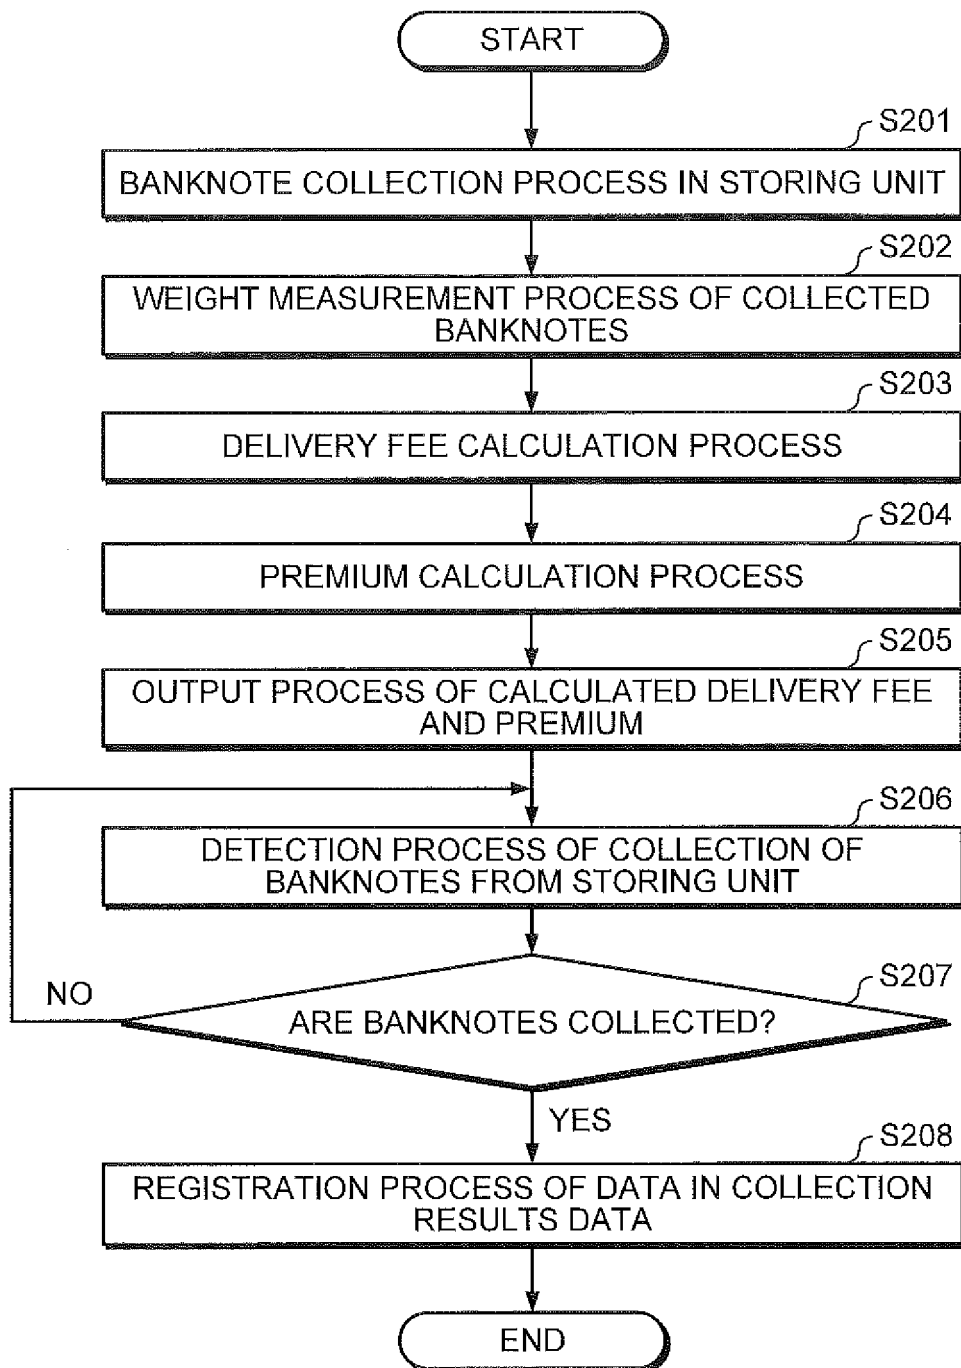 START
S201
BANKNOTE COLLECTION PROCESS IN STORING UNIT
S202
WEIGHT MEASUREMENT PROCESS OF COLLECTED
BANKNOTES
S203
DELIVERY FEE CALCULATION PROCESS
S204
PREMIUM CALCULATION PROCESS
S205
OUTPUT PROCESS OF CALCULATED DELIVERY FEE
AND PREMIUM
S206
DETECTION PROCESS OF COLLECTION OF
BANKNOTES FROM STORING UNIT
S207
NO
ARE BANKNOTES COLLECTED?
YES
S208
REGISTRATION PROCESS OF DATA IN COLLECTION
RESULTS DATA
END